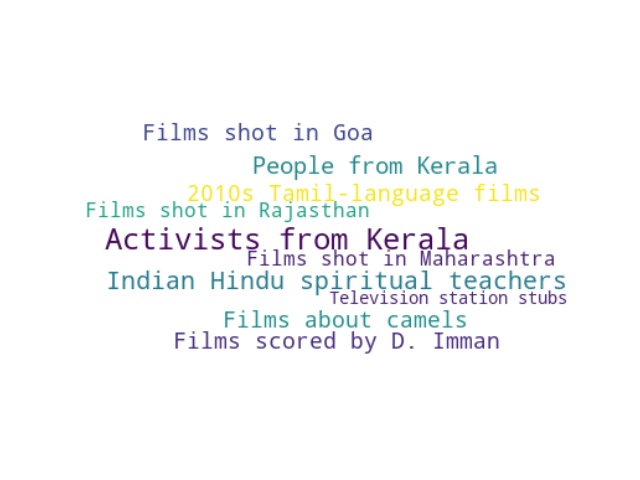 Films shot in Goa
People from Kerala
2010s Tamil-language films
Films shot in Rajasthan
Activists from Kerala
Films shot in Maharashtra
Indian Hindu spiritual teachers
Television station stubs
Films about camels
Films scored by D. Imman